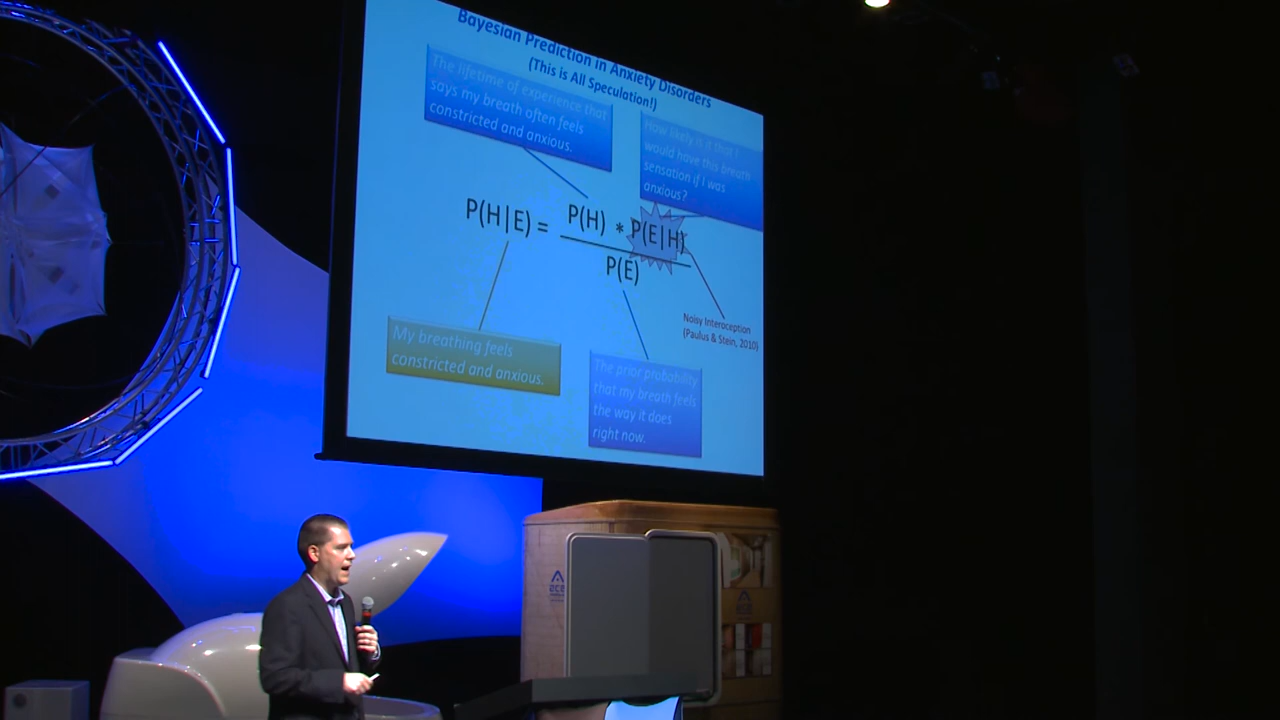 Bayesian Prediction in Anxiety Disorders
(This is All Speculation!)
The lifetime of experience that
says my breath often feels
constricted and anxious.
How likely is if that I
would have this breath
sensation if I was
anxious?
P(H|E) = P(H) * P(E|H)
P(E)
Noisy Interoception
(Paulus & Stein, 2010)
My breathing feels
constricted and anxious.
The prior probability
that my breath feels
the way it does
right now.
ace
ace